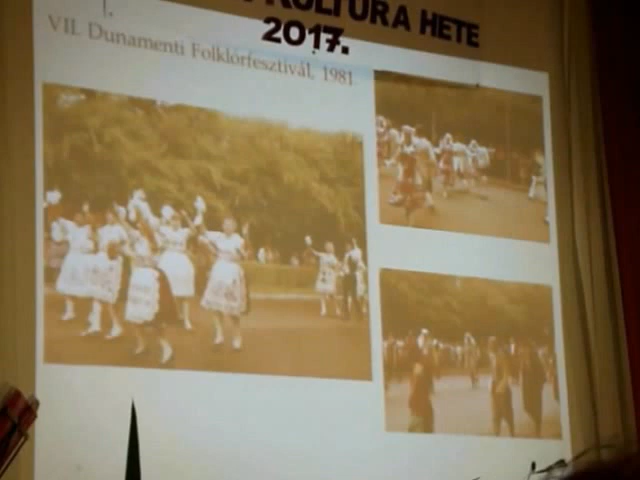 KULTÚRA HETE
2017.
VII. Dunamenti Folklórfesztivál, 1981